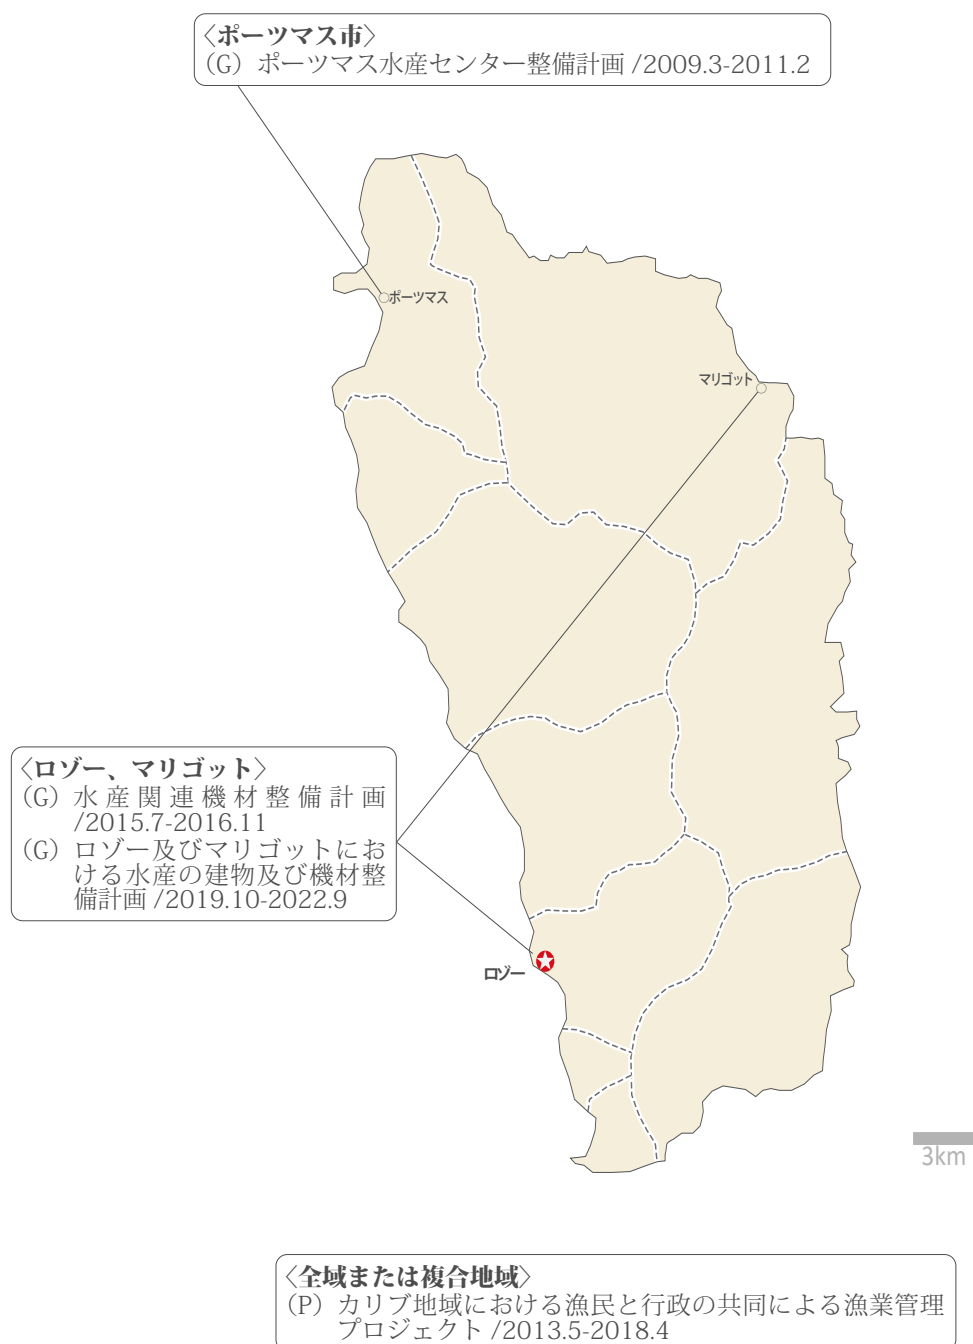 〈ポーツマス市〉
（G）ポーツマス水産センター整備計画 /2009.3-2011.2
ポーツマス
マリゴット
〈ロゾー、マリゴット〉
（G）水産関連機材整備計画
/2015.7-2016.11
（G）ロゾー及びマリゴットにお
ける水産の建物及び機材整
備計画 /2019.10-2022.9
ロゾー
3km
〈全域または複合地域〉
（P）カリブ地域における漁民と行政の共同による漁業管理
プロジェクト /2013.5-2018.4